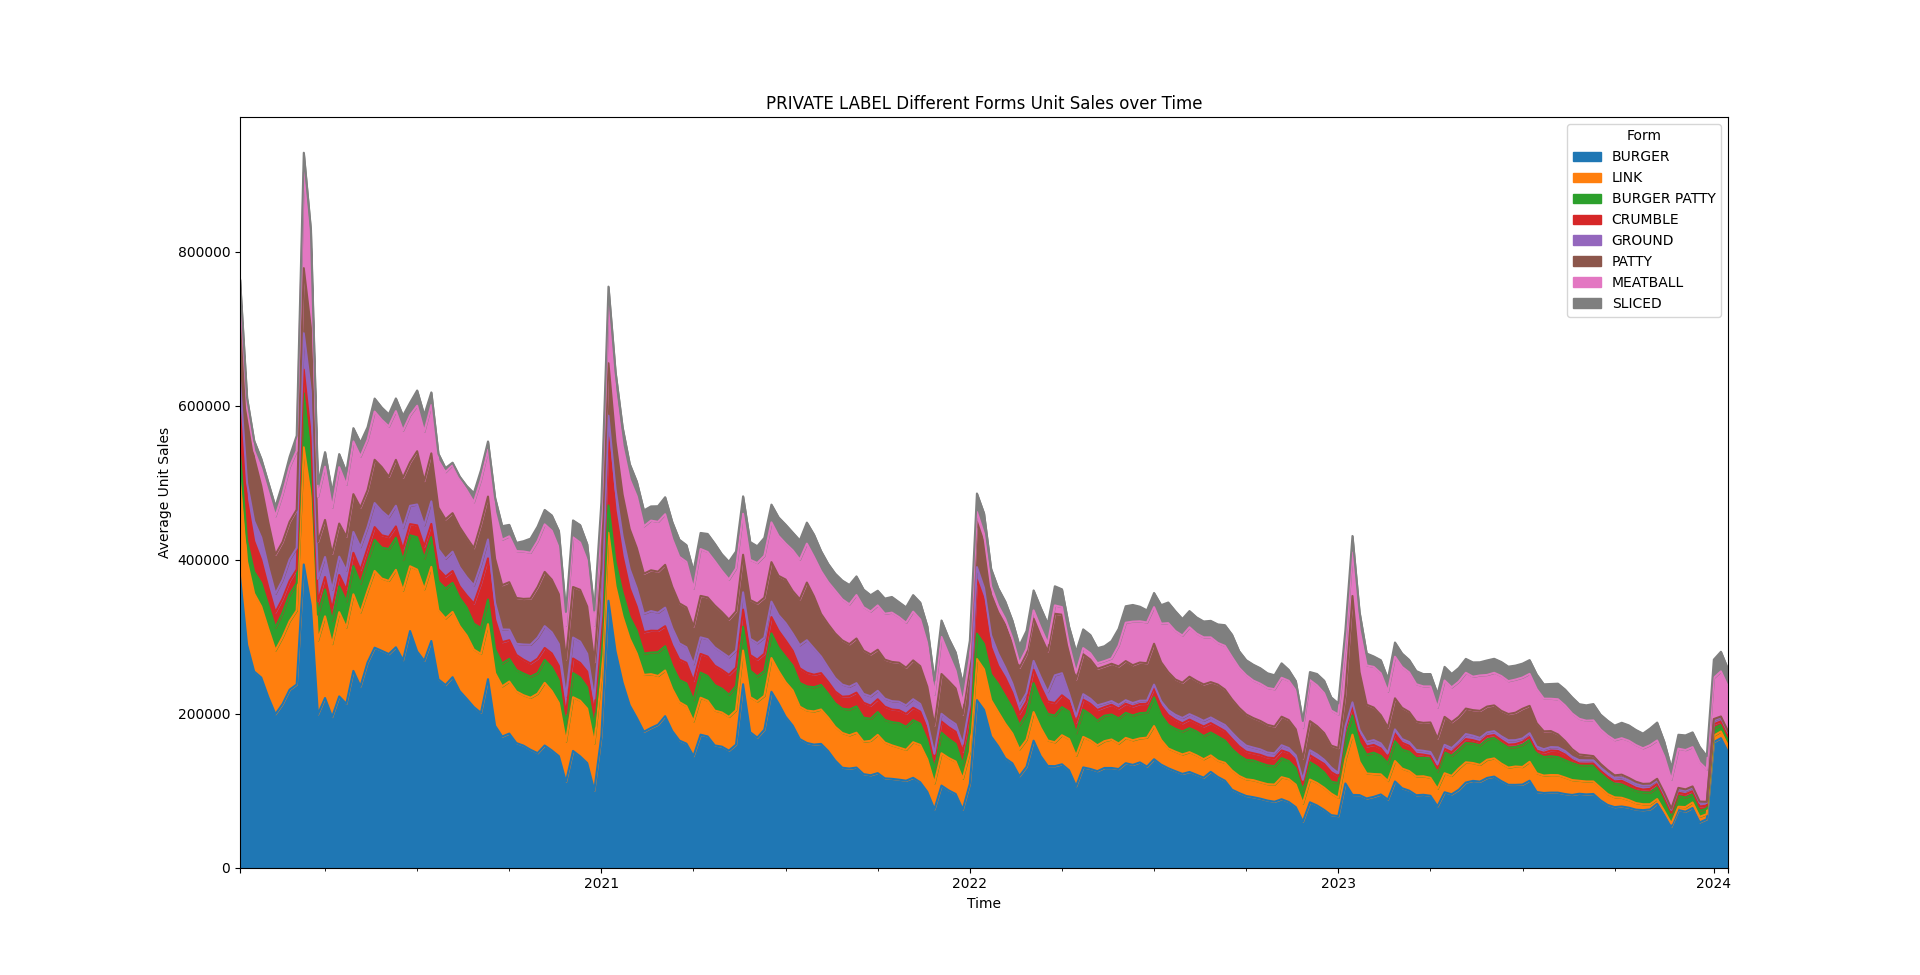 PRIVATE LABEL Different Forms Unit Sales over Time
Form
BURGER
LINK
BURGER PATTY
CRUMBLE
GROUND
PATTY
MEATBALL
SLICED
800000
600000
400000
200000
0
Average Unit Sales
2021
2022
2023
2024
Time